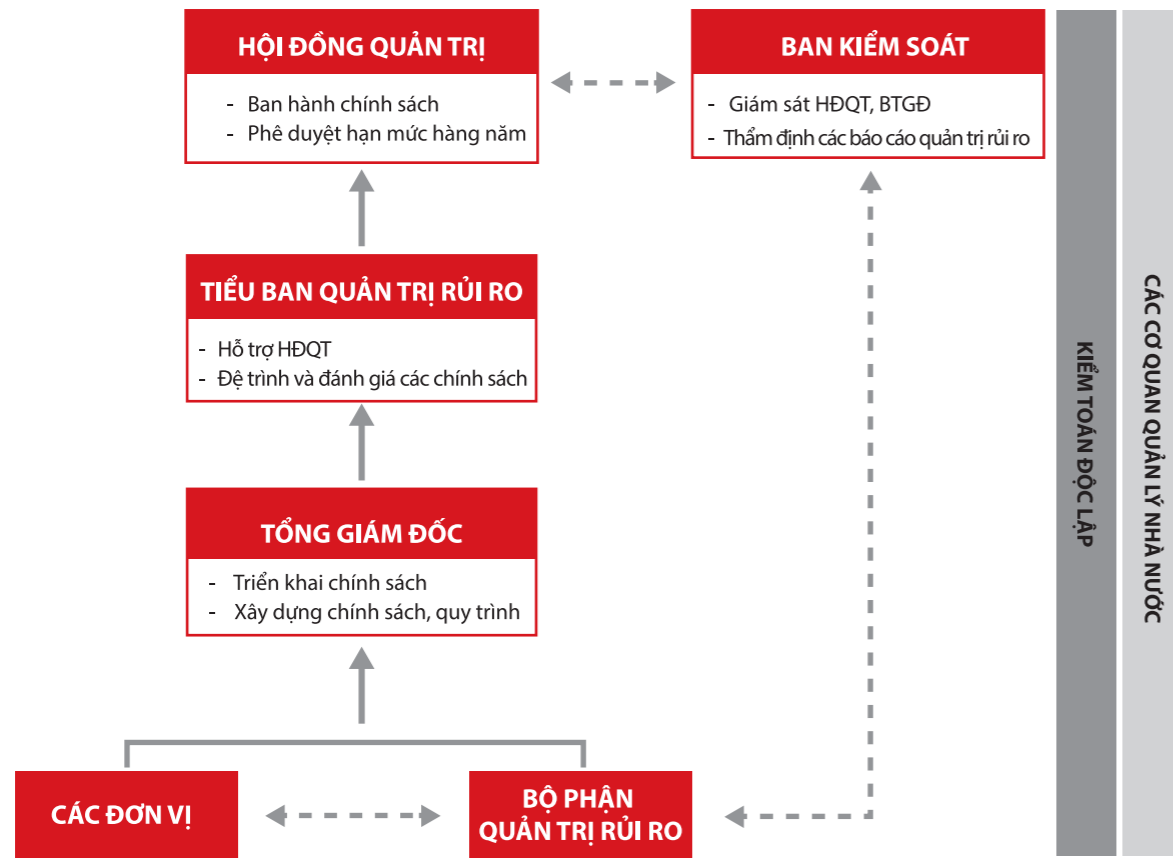 HỘI ĐỒNG QUẢN TRỊ
- Ban hành chính sách
- Phê duyệt hạn mức hàng năm
BAN KIỂM SOÁT
- Giám sát HĐQT, BTGĐ
- Thẩm định các báo cáo quản trị rủi ro
TIỂU BAN QUẢN TRỊ RỦI RO
- Hỗ trợ HĐQT
- Đệ trình và đánh giá các chính sách
TỔNG GIÁM ĐỐC
- Triển khai chính sách
- Xây dựng chính sách, quy trình
CÁC ĐƠN VỊ
BỘ PHẬN
QUẢN TRỊ RỦI RO
KIỂM TOÁN ĐỘC LẬP
CÁC CƠ QUAN QUẢN LÝ NHÀ NƯỚC